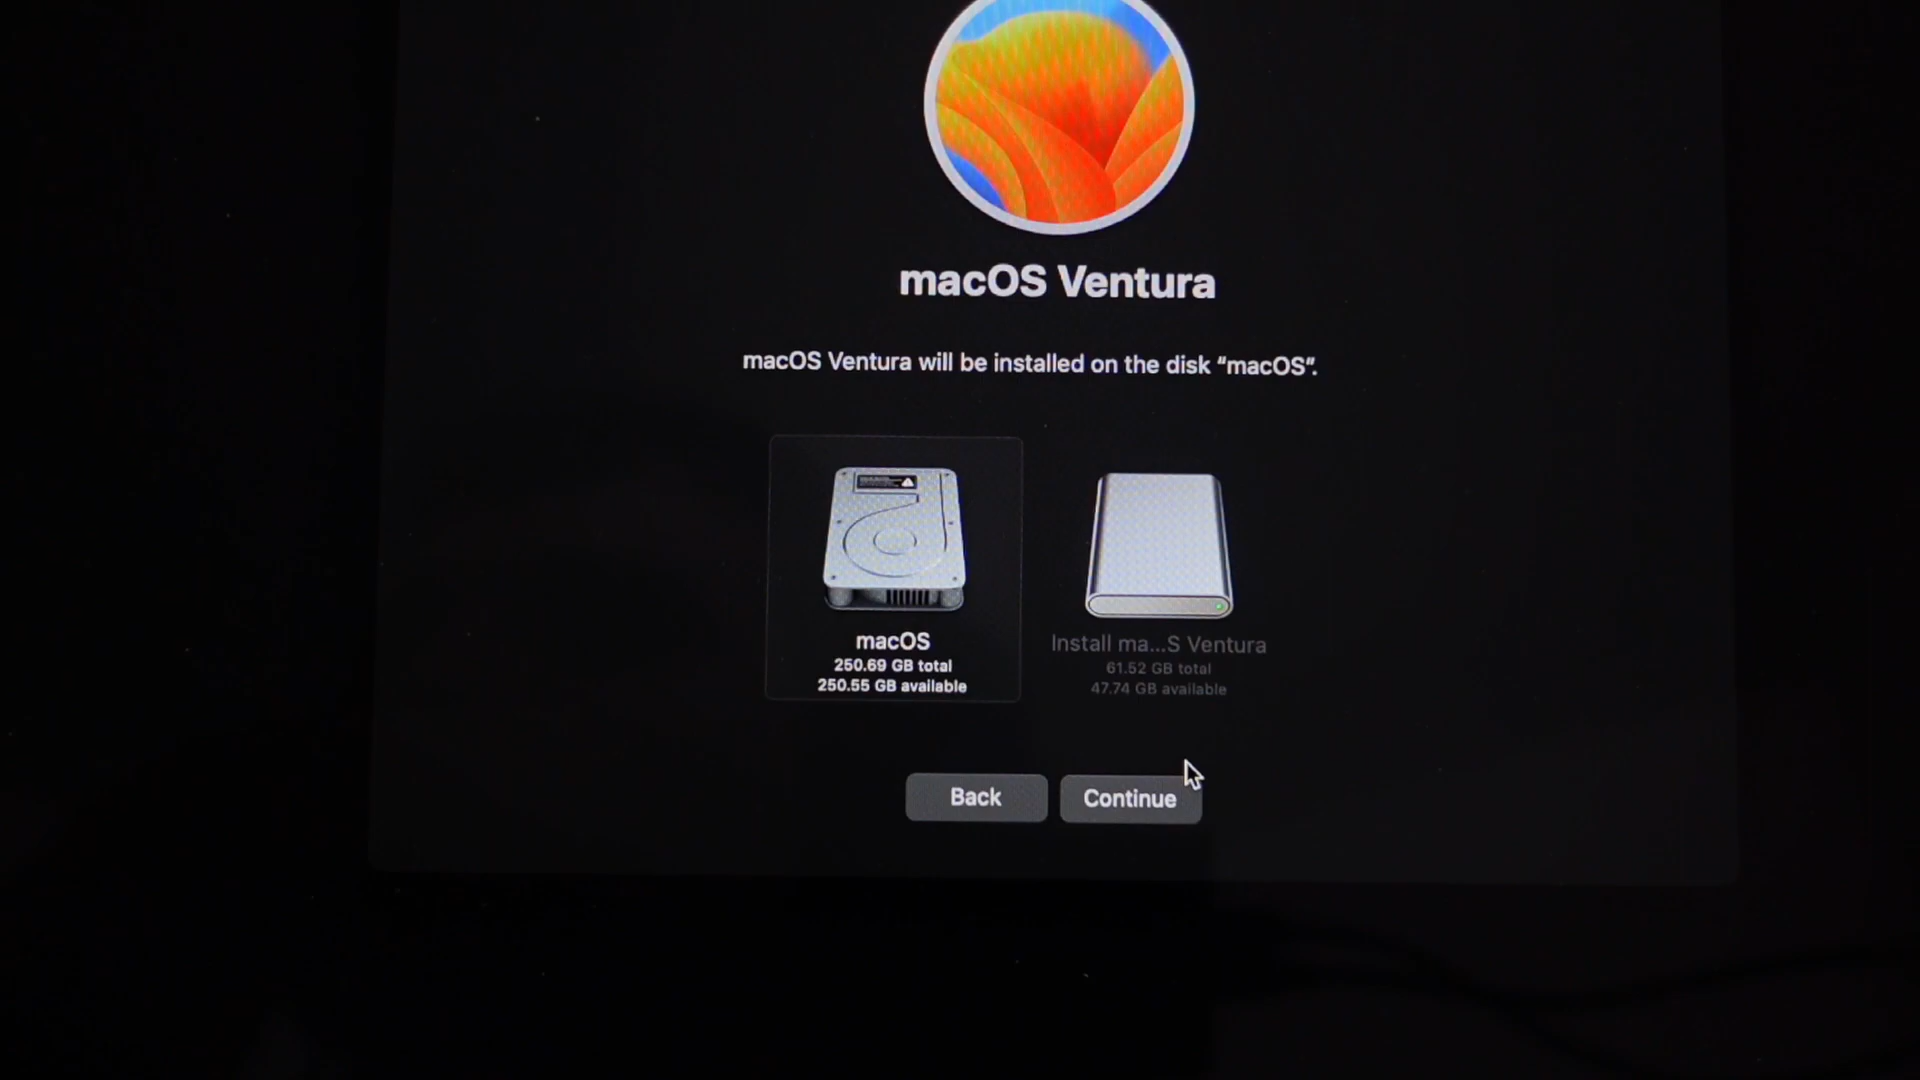 macOS Ventura
macOS Ventura will be installed on the disk “macOS”.
macOS
250.69 GB total
250.55 GB available
Install ma...S Ventura
61.52 GB total
47.74 GB available
Back
Continue